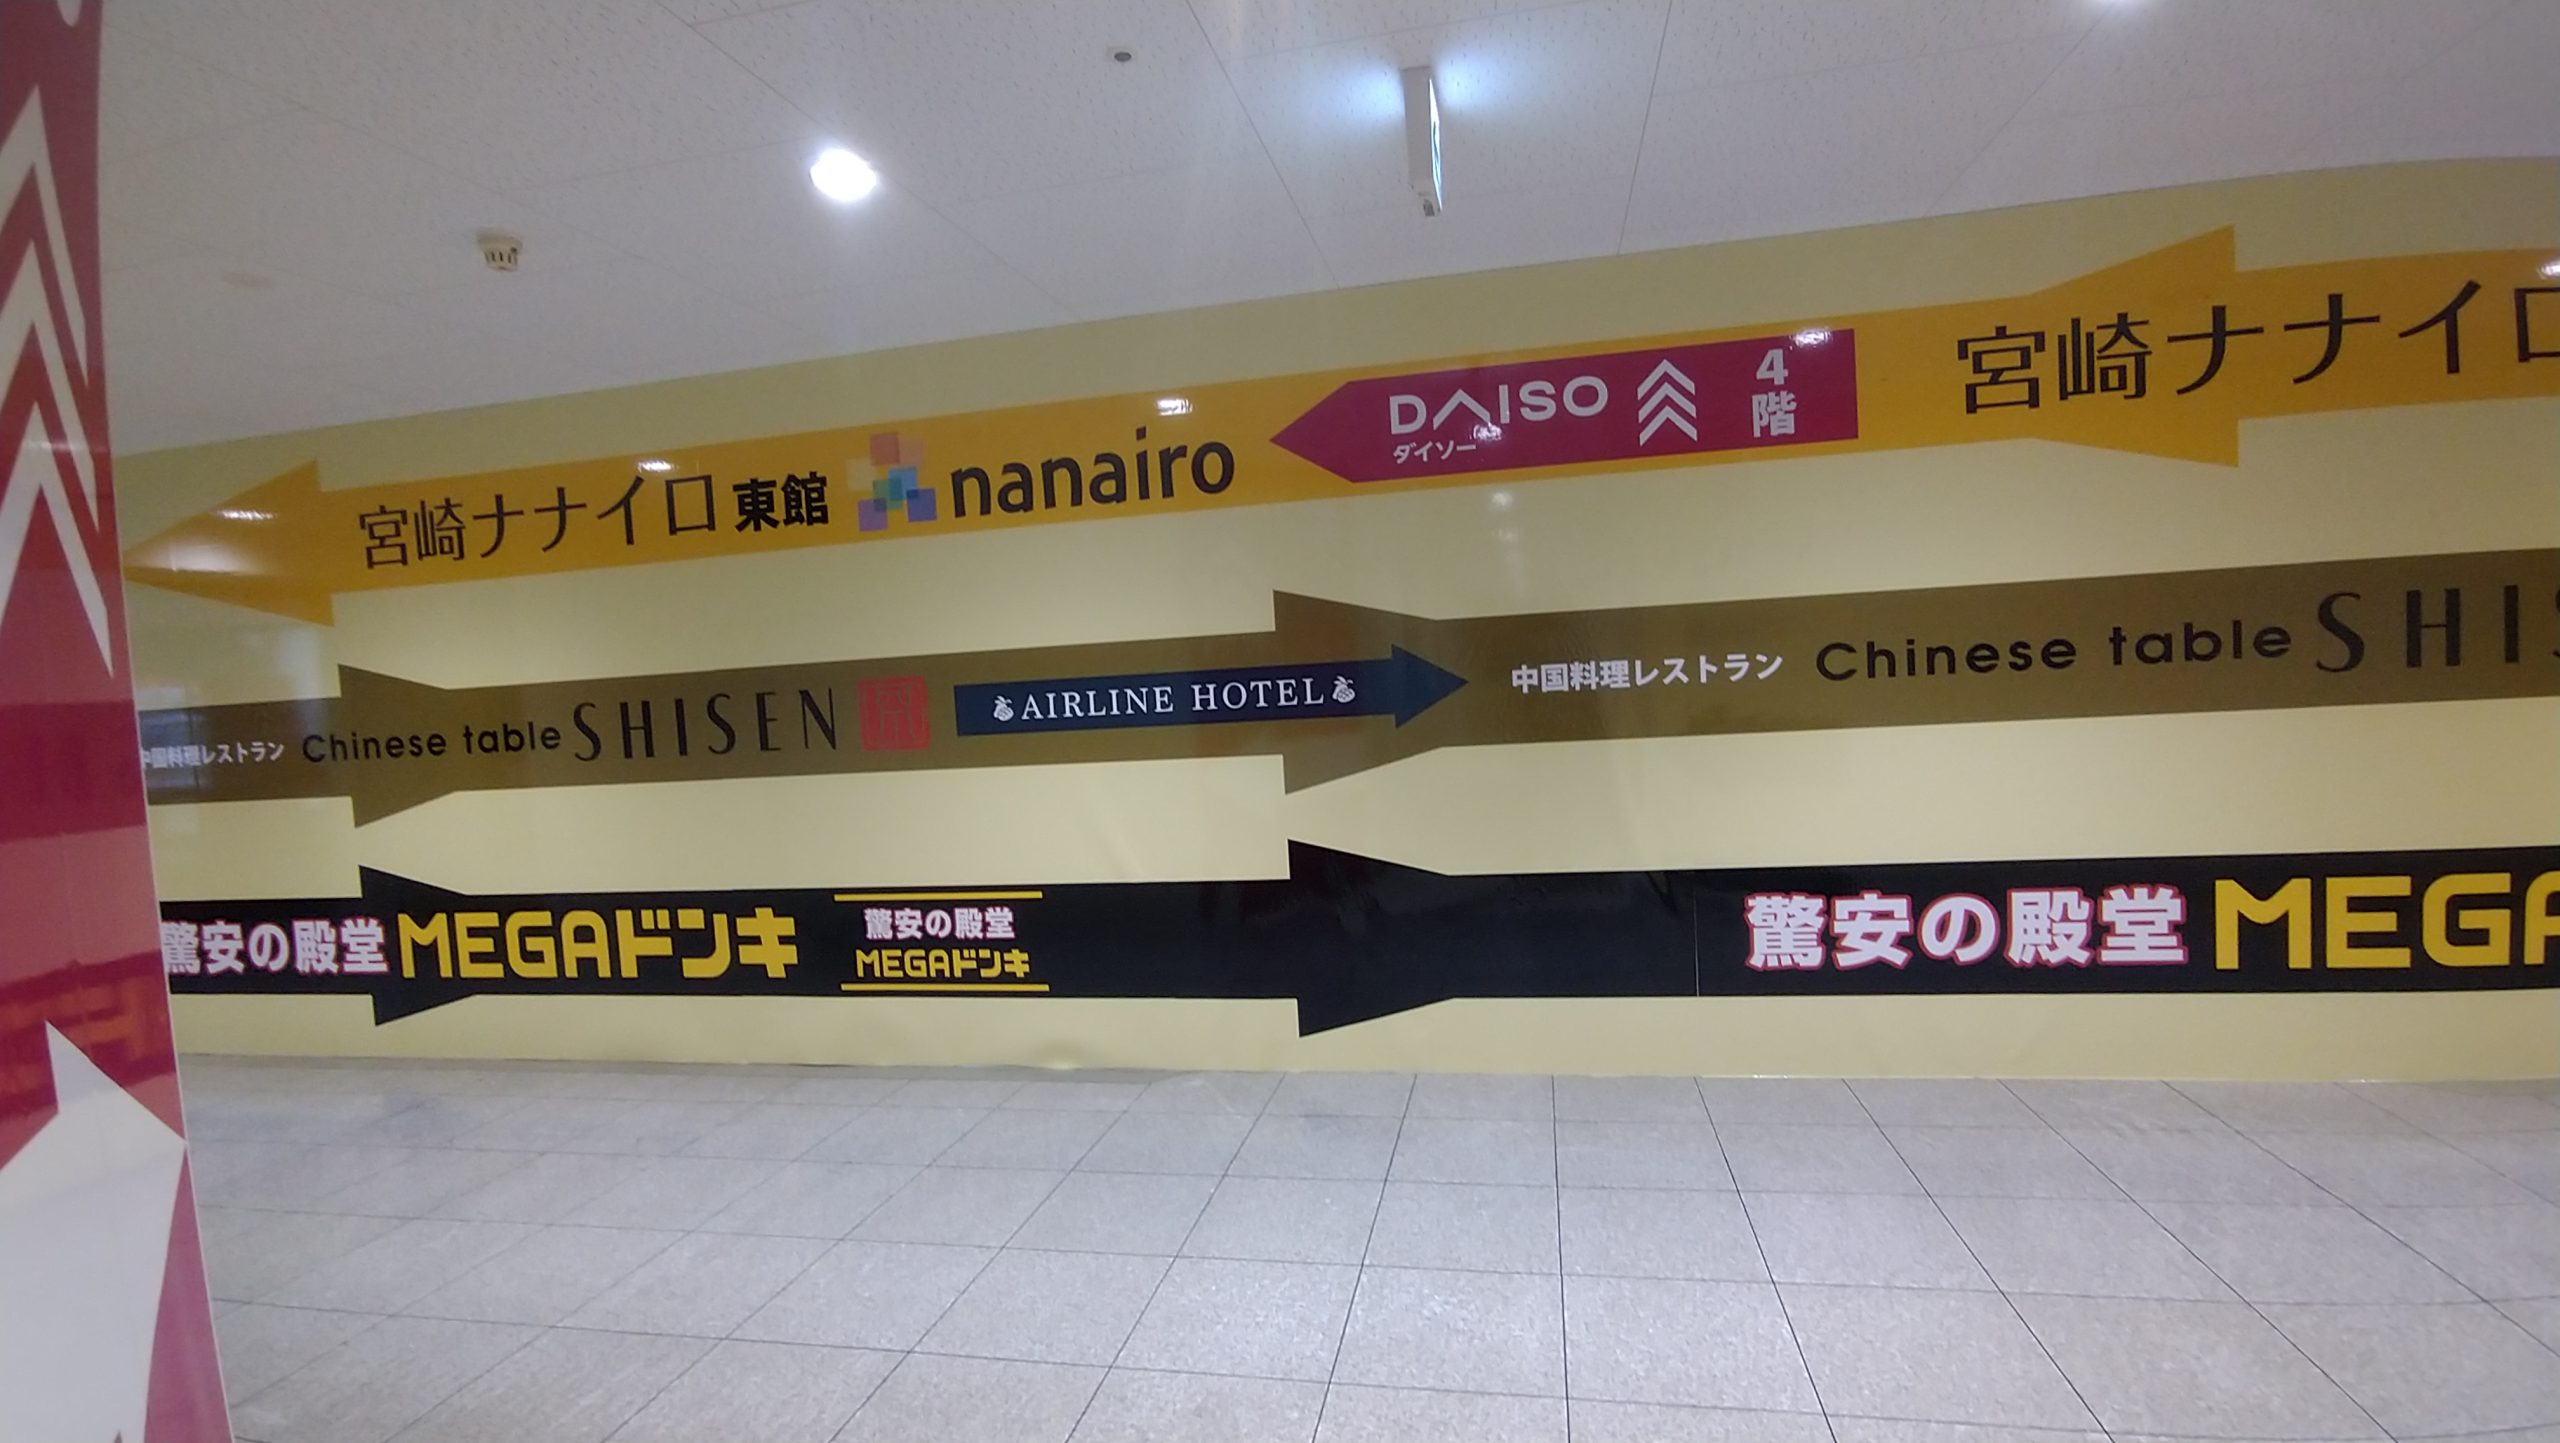 宮崎ナナイロ東館 nanairo DAISO ダイソー 4階 宮崎ナナイロ
中国料理レストラン Chinese table SHISEN AIRLINE HOTEL 中国料理レストラン Chinese table SHIS
驚安の殿堂 MEGAドンキ 驚安の殿堂 MEGAドンキ 驚安の殿堂 MEGA